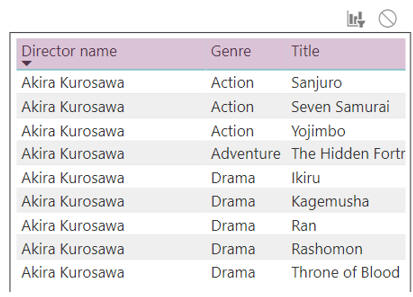 Director name Genre Title
Akira Kurosawa Action Sanjuro
Akira Kurosawa Action Seven Samurai
Akira Kurosawa Action Yojimbo
Akira Kurosawa Adventure The Hidden Fortr
Akira Kurosawa Drama Ikiru
Akira Kurosawa Drama Kagemusha
Akira Kurosawa Drama Ran
Akira Kurosawa Drama Rashomon
Akira Kurosawa Drama Throne of Blood